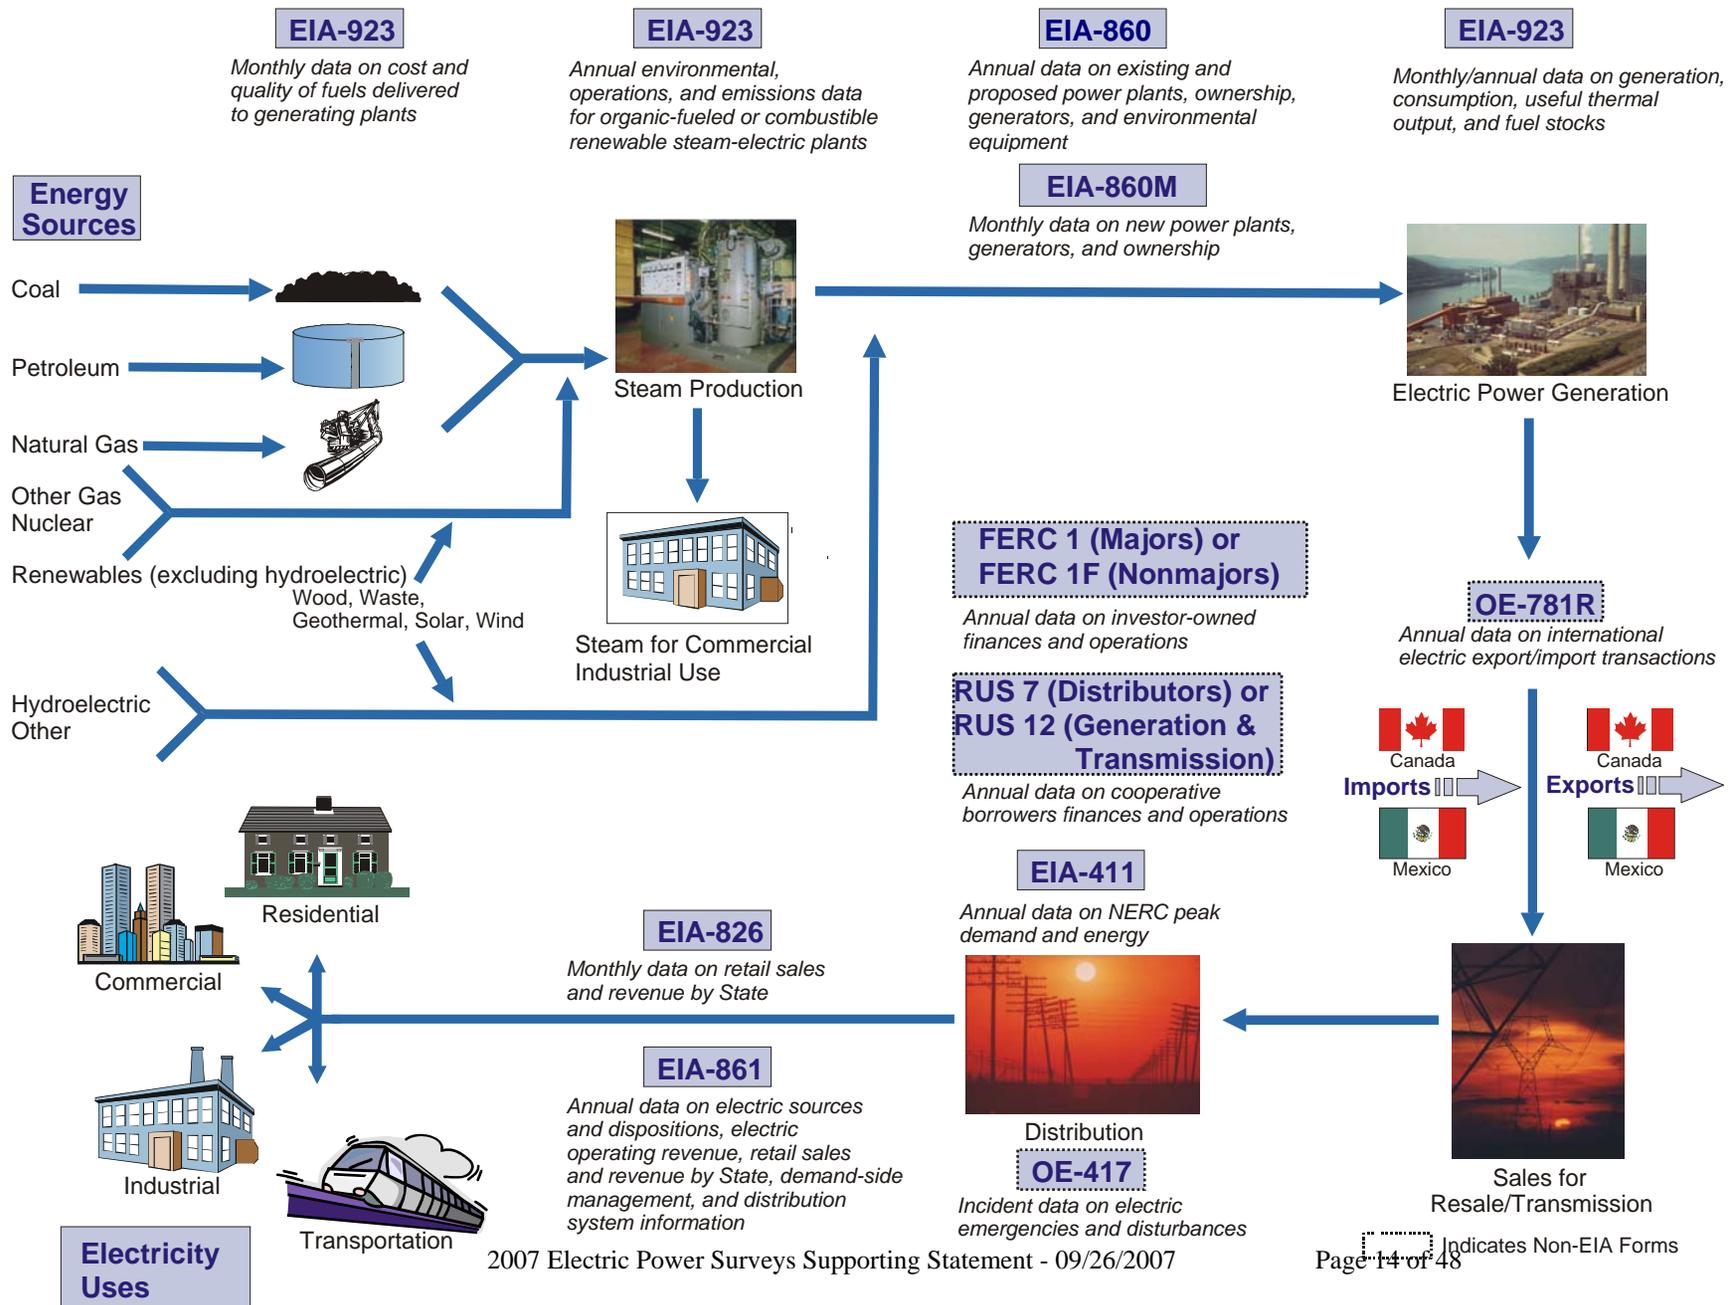 EIA-923
Monthly data on cost and
quality of fuels delivered
to generating plants
EIA-923
Annual environmental,
operations, and emissions data
for organic-fueled or combustible
renewable steam-electric plants
EIA-860
Annual data on existing and
proposed power plants, ownership,
generators, and environmental
equipment
EIA-860M
Monthly data on new power plants,
generators, and ownership
EIA-923
Monthly/annual data on generation,
consumption, useful thermal
output, and fuel stocks
Energy
Sources
Coal
Petroleum
Natural Gas
Other Gas
Nuclear
Renewables (excluding hydroelectric)
Wood, Waste,
Geothermal, Solar, Wind
Hydroelectric
Other
Steam Production
Steam for Commercial
Industrial Use
Electric Power Generation
FERC 1 (Majors) or
FERC 1F (Nonmajors)
Annual data on investor-owned
finances and operations
RUS 7 (Distributors) or
RUS 12 (Generation &
Transmission)
Annual data on cooperative
borrowers finances and operations
OE-781R
Annual data on international
electric export/import transactions
Canada
Imports
Mexico
Canada
Exports
Mexico
EIA-411
Annual data on NERC peak
demand and energy
Distribution
OE-417
Incident data on electric
emergencies and disturbances
Sales for
Resale/Transmission
Indicates Non-EIA Forms
EIA-826
Monthly data on retail sales
and revenue by State
EIA-861
Annual data on electric sources
and dispositions, electric
operating revenue, retail sales
and revenue by State, demand-side
management, and distribution
system information
Residential
Commercial
Industrial
Transportation
Electricity
Uses
2007 Electric Power Surveys Supporting Statement - 09/26/2007 Page 14 of 48